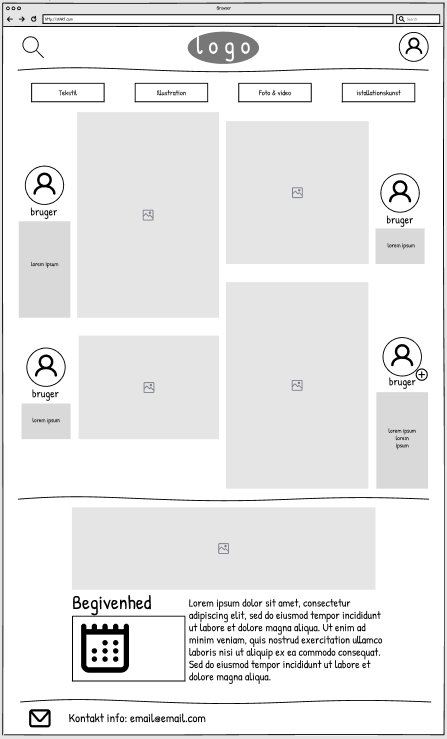 Browser
http://START.com
Search
logo
Tekstil
Illustration
Foto & video
istallationskunst
bruger
lorem ipsum
bruger
lorem ipsum
bruger
lorem ipsum
bruger
lorem ipsum
lorem
ipsum
Begivenhed
Lorem ipsum dolor sit amet, consectetur
adipiscing elit, sed do eiusmod tempor incididunt
ut labore et dolore magna aliqua. Ut enim ad
minim veniam, quis nostrud exercitation ullamco
laboris nisi ut aliquip ex ea commodo consequat.
Sed do eiusmod tempor incididunt ut labore et
dolore magna aliqua.
Kontakt info: email@email.com